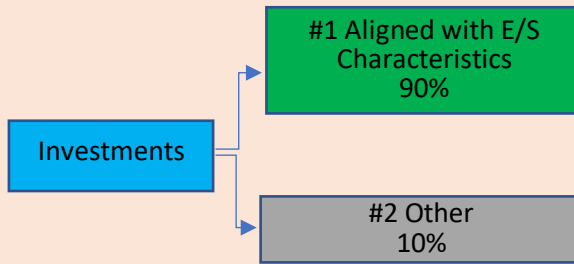 #1 Aligned with E/S
Characteristics
90%
Investments
#2 Other
10%